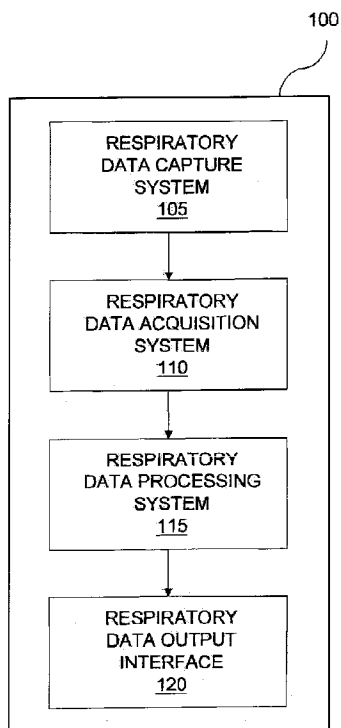 100
RESPIRATORY
DATA CAPTURE
SYSTEM
105
RESPIRATORY
DATA ACQUISITION
SYSTEM
110
RESPIRATORY
DATA PROCESSING
SYSTEM
115
RESPIRATORY
DATA OUTPUT
INTERFACE
120